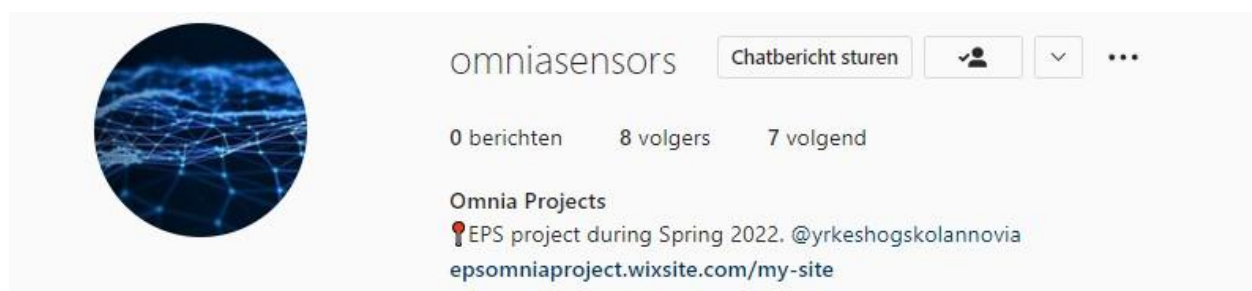 omniasensors Chatbericht sturen
0 berichten 8 volgers 7 volgend
Omnia Projects
EPS project during Spring 2022. @yrkeshogskolannovia
epsomniaproject.wixsite.com/my-site